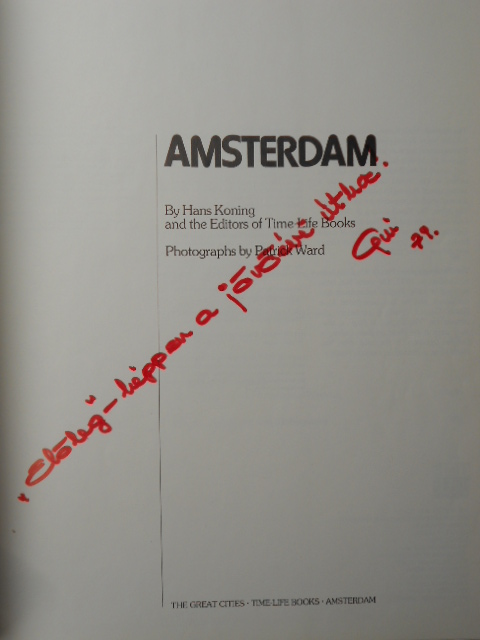 AMSTERDAM
By Hans Koning
and the Editors of Time-Life Books
Photographs by Patrick Ward
"előleg"-képpen a jövőévi úthoz.
79.
THE GREAT CITIES · TIME-LIFE BOOKS · AMSTERDAM